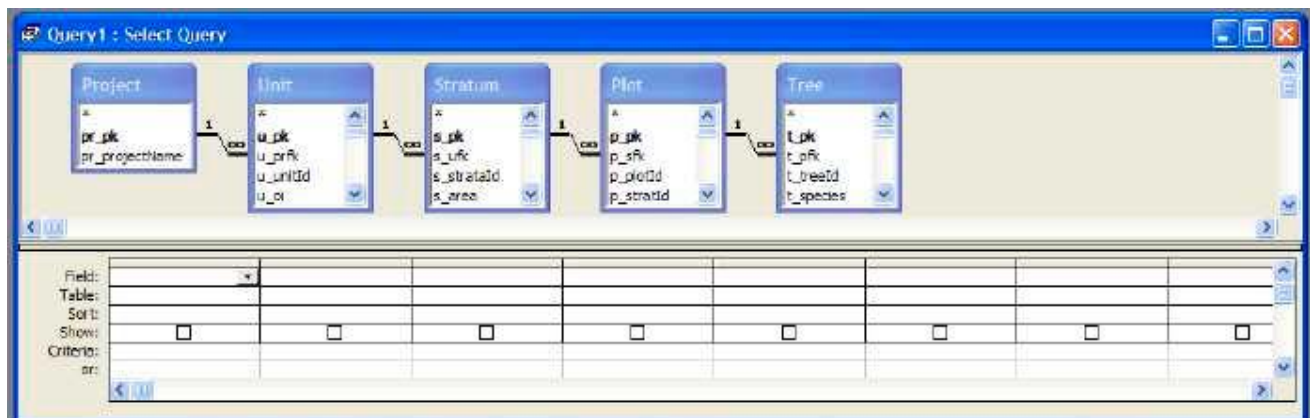 Query1 : Select Query
Project
Unit
Stratum
Plot
Tree
*
pr_pk
pr_projectName
1
∞
*
u_pk
u_prfk
u_unitId
1
∞
*
s_pk
s_ufk
s_strataId
s_area
1
∞
*
p_pk
p_sfk
p_plotId
p_stratId
1
∞
*
t_pk
t_pfk
t_treeId
t_species
Field:
Table:
Sort:
Show:
Criteria:
or: